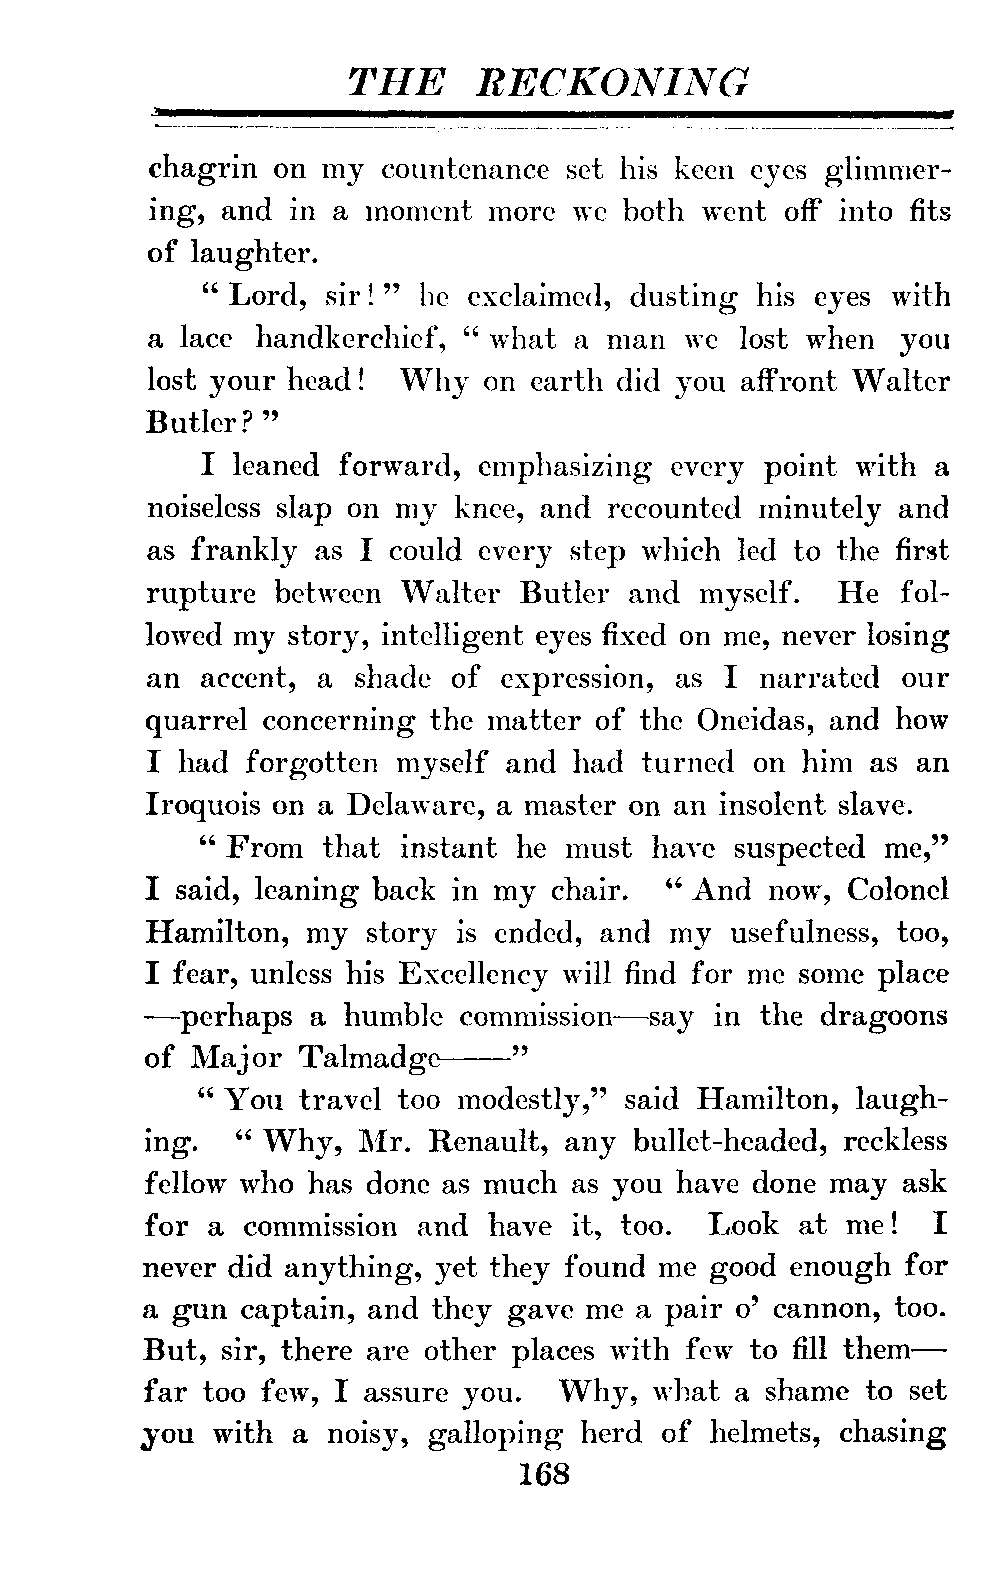 THE RECKONING
chagrin on my countenance set his keen eyes glimmer-
ing, and in a moment more we both went off into fits
of laughter.
“ Lord, sir! ” he exclaimed, dusting his eyes with
a lace handkerchief, “ what a man we lost when you
lost your head! Why on earth did you affront Walter
Butler? ”
I leaned forward, emphasizing every point with a
noiseless slap on my knee, and recounted minutely and
as frankly as I could every step which led to the first
rupture between Walter Butler and myself. He fol-
lowed my story, intelligent eyes fixed on me, never losing
an accent, a shade of expression, as I narrated our
quarrel concerning the matter of the Oneidas, and how
I had forgotten myself and had turned on him as an
Iroquois on a Delaware, a master on an insolent slave.
“ From that instant he must have suspected me,”
I said, leaning back in my chair. “ And now, Colonel
Hamilton, my story is ended, and my usefulness, too,
I fear, unless his Excellency will find for me some place
—perhaps a humble commission—say in the dragoons
of Major Talmadge——”
“ You travel too modestly,” said Hamilton, laugh-
ing. “ Why, Mr. Renault, any bullet-headed, reckless
fellow who has done as much as you have done may ask
for a commission and have it, too. Look at me! I
never did anything, yet they found me good enough for
a gun captain, and they gave me a pair o’ cannon, too.
But, sir, there are other places with few to fill them—
far too few, I assure you. Why, what a shame to set
you with a noisy, galloping herd of helmets, chasing
168